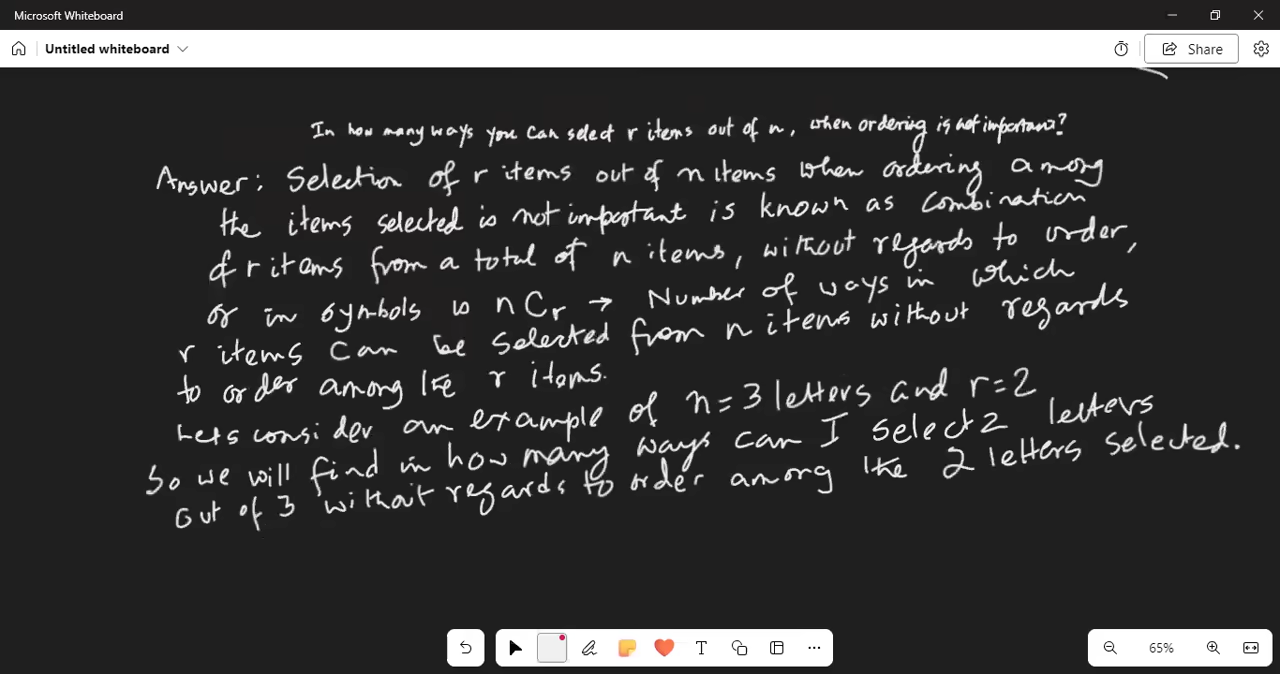 Microsoft Whiteboard
Untitled whiteboard
Share
In how many ways you can select r items out of n, when ordering is not important?
Answer: Selection of r items out of n items when ordering among
the items selected is not important is known as combination
of r items from a total of n items, without regards to order,
or in symbols is nCr → Number of ways in which
r items can be selected from n items without regards
to order among the r items.
Lets consider an example of n=3 letters and r=2
So we will find in how many ways can I select 2 letters
out of 3 without regards to order among the 2 letters selected.
65%